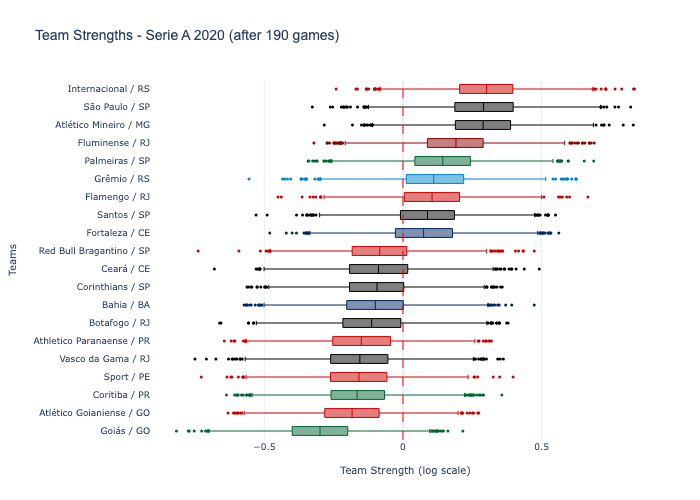 Team Strengths - Serie A 2020 (after 190 games)
Internacional / RS
São Paulo / SP
Atlético Mineiro / MG
Fluminense / RJ
Palmeiras / SP
Grêmio / RS
Flamengo / RJ
Santos / SP
Fortaleza / CE
Red Bull Bragantino / SP
Ceará / CE
Corinthians / SP
Bahia / BA
Botafogo / RJ
Athletico Paranaense / PR
Vasco da Gama / RJ
Sport / PE
Coritiba / PR
Atlético Goianiense / GO
Goiás / GO
Teams
−0.5 0 0.5
Team Strength (log scale)